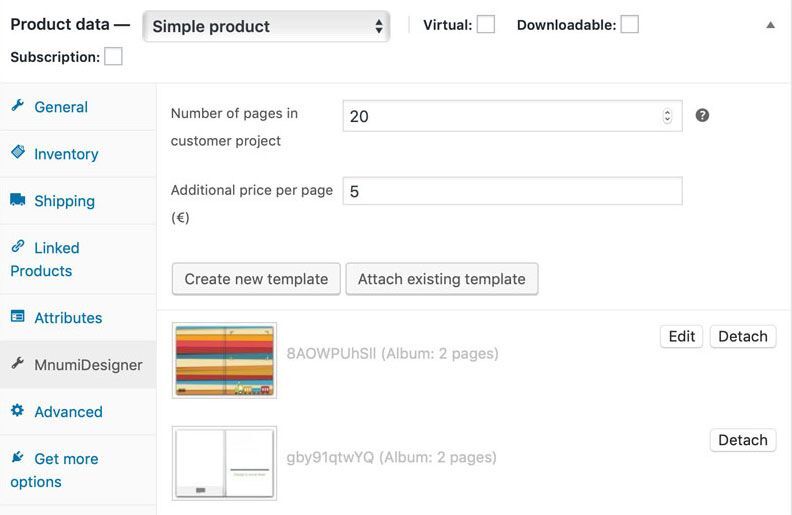 Product data — Simple product Virtual: Downloadable:
Subscription:
General
Inventory
Shipping
Linked
Products
Attributes
MnumiDesigner
Advanced
Get more
options
Number of pages in
customer project
20
?
Additional price per page
(€)
5
Create new template Attach existing template
8AOWPUhSll (Album: 2 pages)
Edit Detach
gby91qtwYQ (Album: 2 pages)
Detach